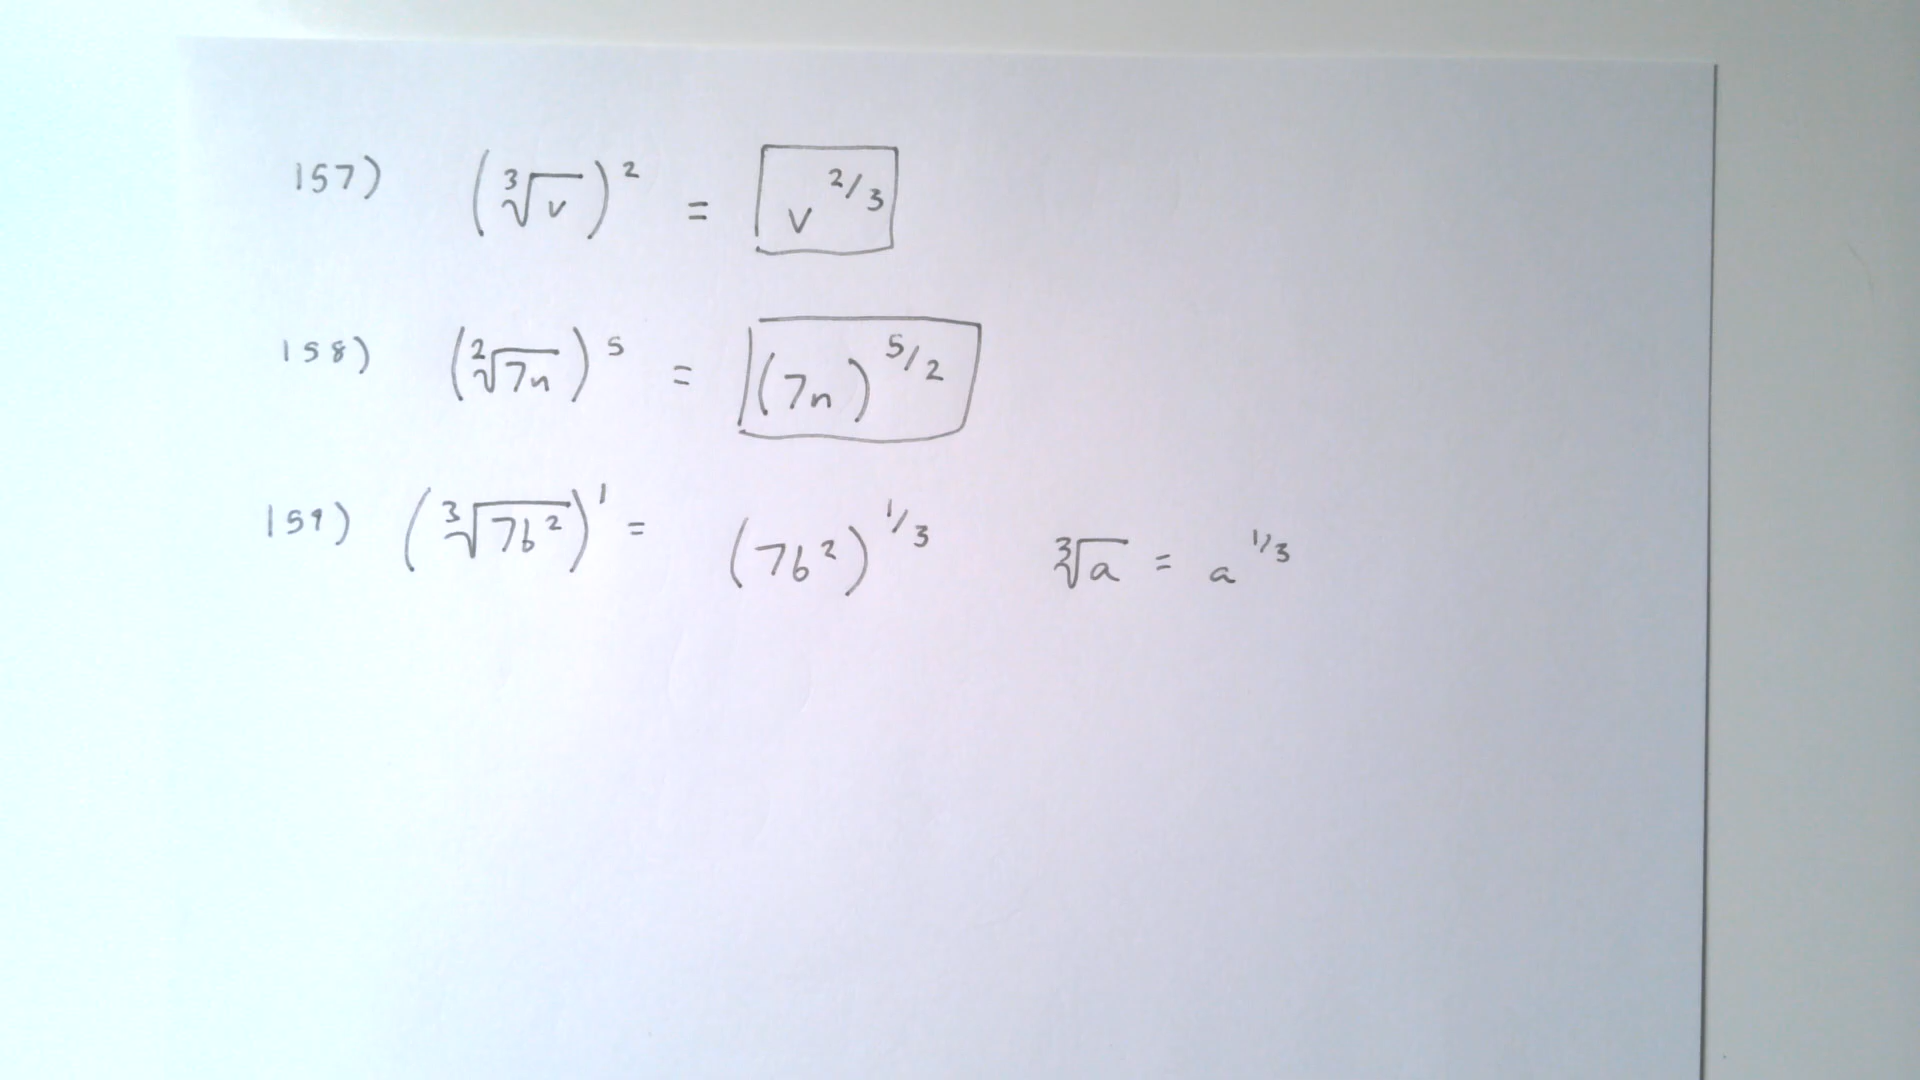 157) (∛v)² = v^2/3
158) (²√7n)⁵ = (7n)^5/2
159) (∛7b²)¹ = (7b²)^1/3 ∛a = a^1/3